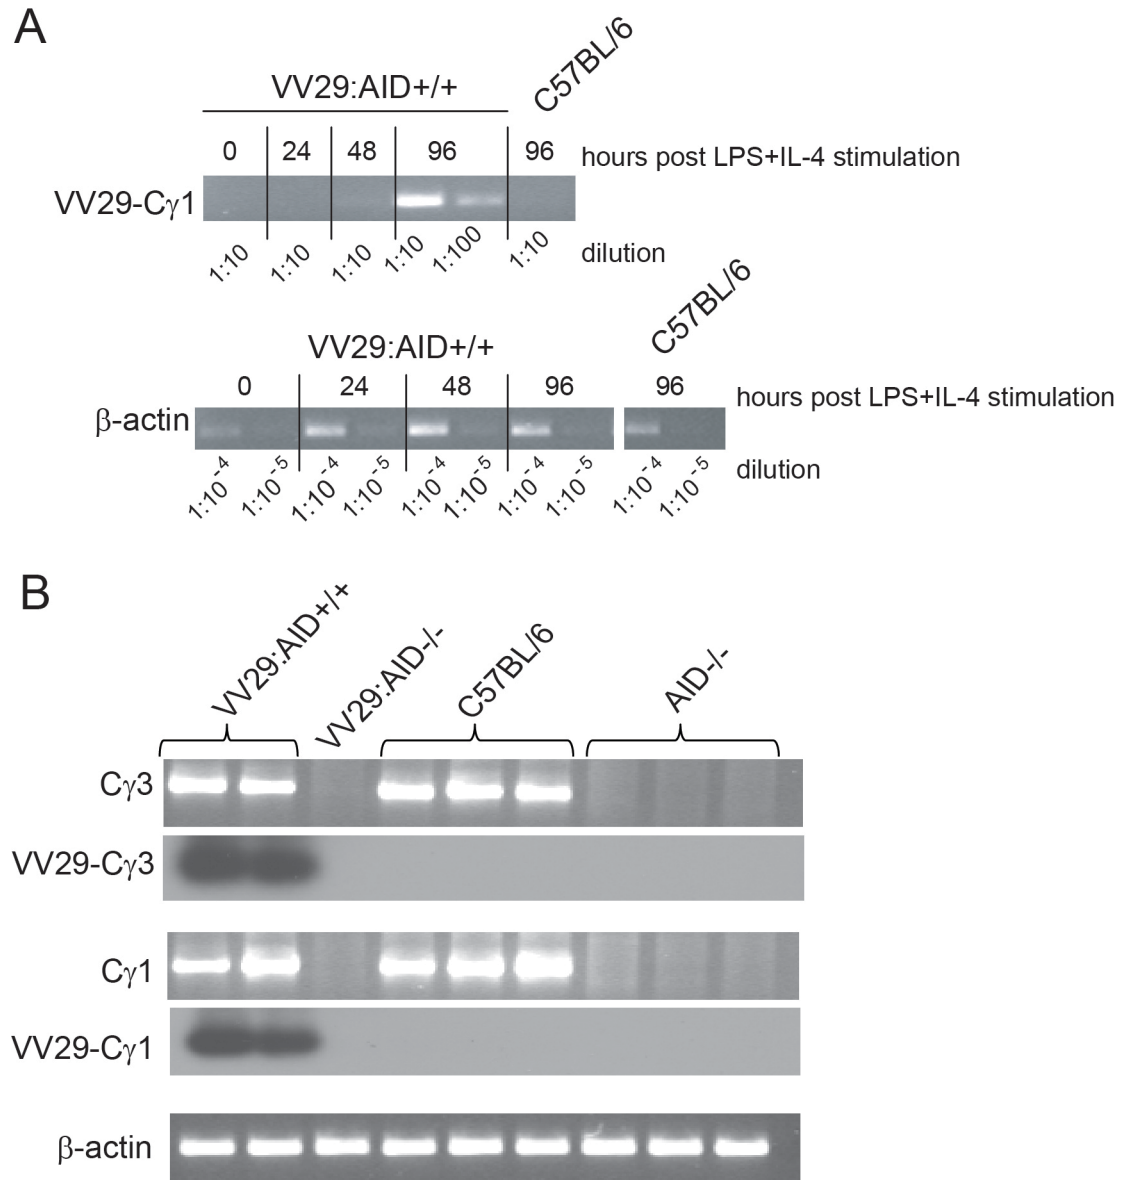 A
VV29:AID+/+
C57BL/6
0 24 48 96 96 hours post LPS+IL-4 stimulation
VV29-Cγ1
1:10 1:10 1:10 1:10 1:100 1:10 dilution
VV29:AID+/+
C57BL/6
0 24 48 96 96 hours post LPS+IL-4 stimulation
β-actin
1:10⁻⁴ 1:10⁻⁵ 1:10⁻⁴ 1:10⁻⁵ 1:10⁻⁴ 1:10⁻⁵ 1:10⁻⁴ 1:10⁻⁵ 1:10⁻⁴ 1:10⁻⁵ dilution
B
VV29:AID+/+ VV29:AID-/- C57BL/6 AID-/-
Cγ3
VV29-Cγ3
Cγ1
VV29-Cγ1
β-actin